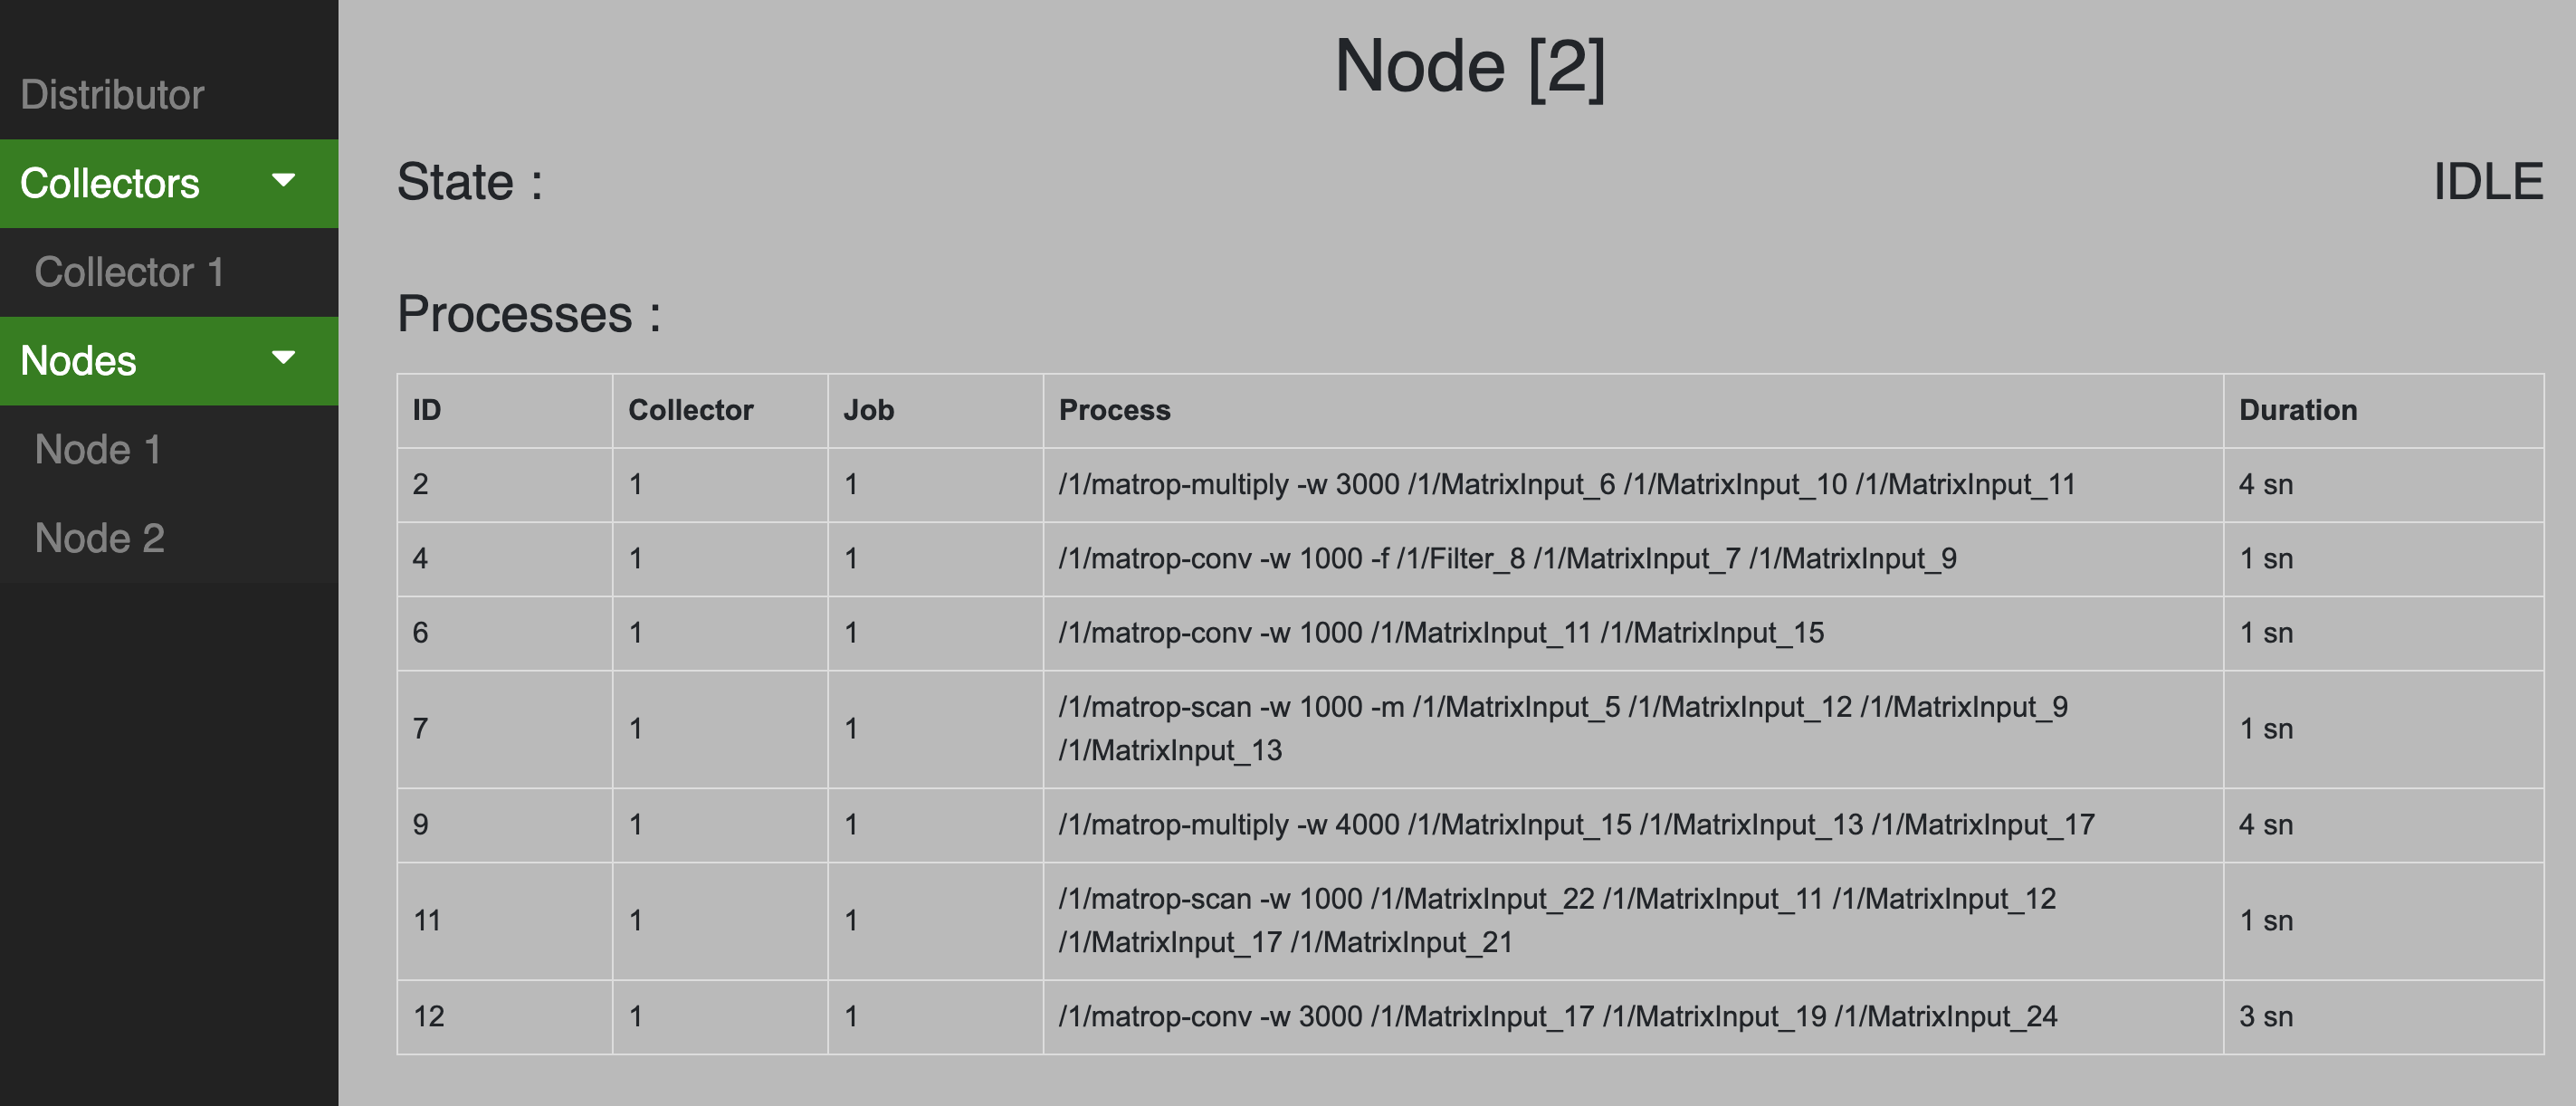 Distributor
Collectors
Collector 1
Nodes
Node 1
Node 2
Node [2]
State : IDLE
Processes :
ID Collector Job Process Duration
2 1 1 /1/matrop-multiply -w 3000 /1/MatrixInput_6 /1/MatrixInput_10 /1/MatrixInput_11 4 sn
4 1 1 /1/matrop-conv -w 1000 -f /1/Filter_8 /1/MatrixInput_7 /1/MatrixInput_9 1 sn
6 1 1 /1/matrop-conv -w 1000 /1/MatrixInput_11 /1/MatrixInput_15 1 sn
7 1 1 /1/matrop-scan -w 1000 -m /1/MatrixInput_5 /1/MatrixInput_12 /1/MatrixInput_9
/1/MatrixInput_13 1 sn
9 1 1 /1/matrop-multiply -w 4000 /1/MatrixInput_15 /1/MatrixInput_13 /1/MatrixInput_17 4 sn
11 1 1 /1/matrop-scan -w 1000 /1/MatrixInput_22 /1/MatrixInput_11 /1/MatrixInput_12
/1/MatrixInput_17 /1/MatrixInput_21 1 sn
12 1 1 /1/matrop-conv -w 3000 /1/MatrixInput_17 /1/MatrixInput_19 /1/MatrixInput_24 3 sn